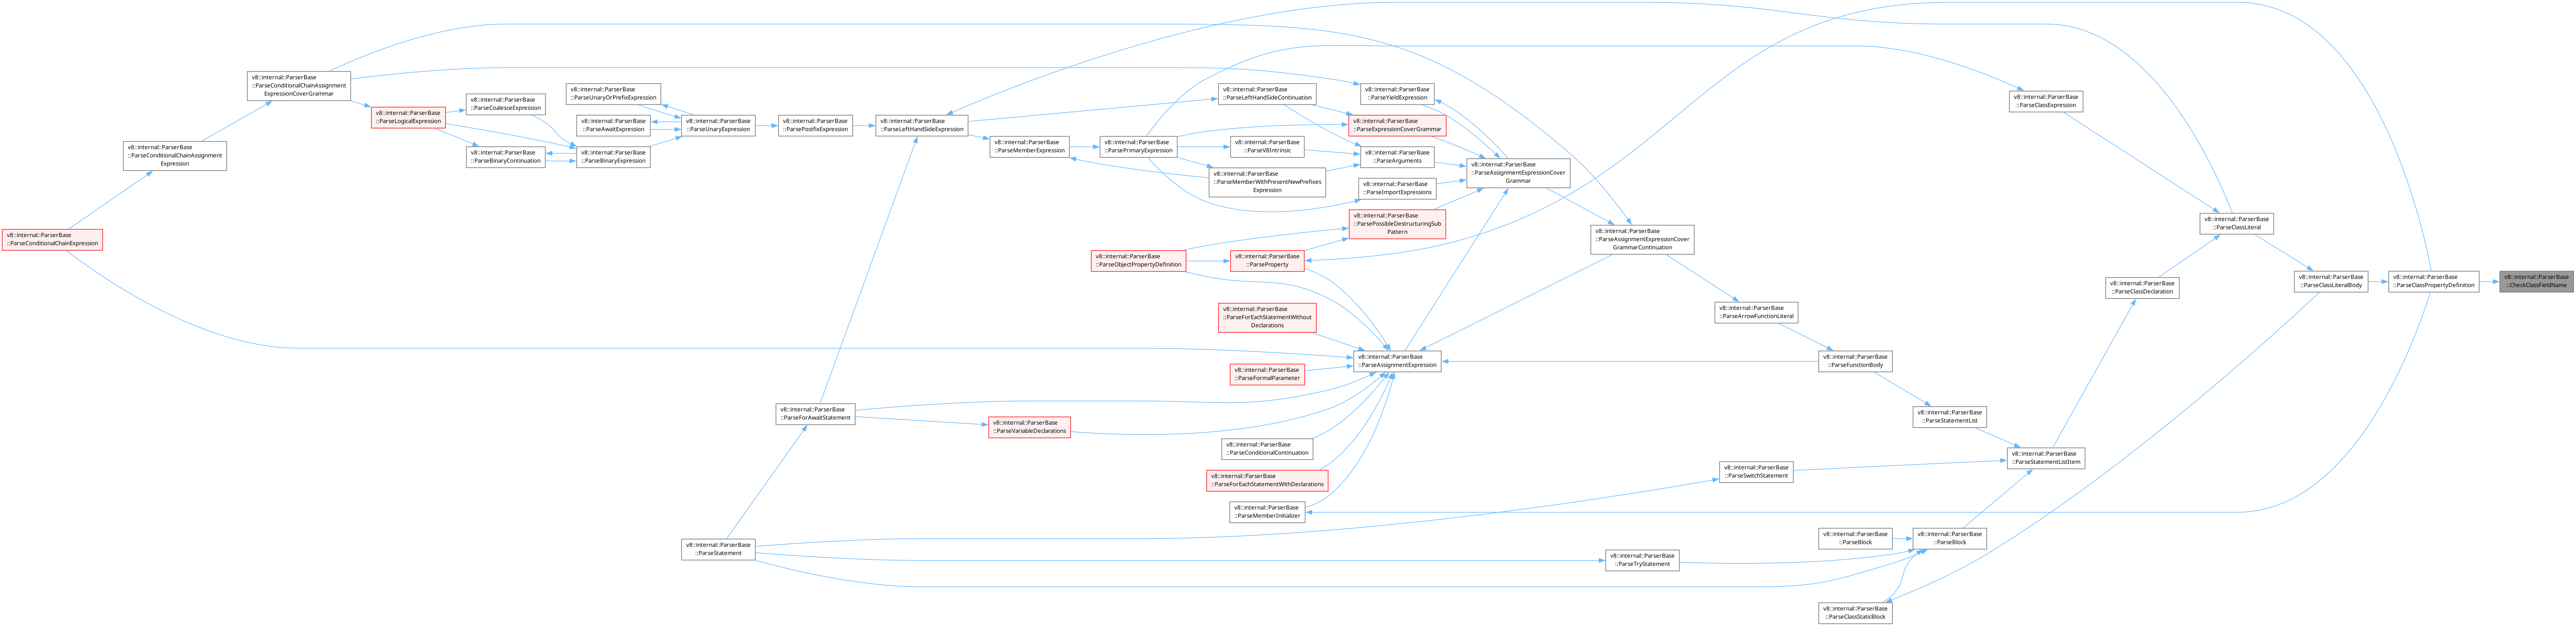 v8::internal::ParserBase
::ParseConditionalChainExpression
v8::internal::ParserBase
::ParseConditionalChainAssignment
Expression
v8::internal::ParserBase
::ParseConditionalChainAssignment
ExpressionCoverGrammar
v8::internal::ParserBase
::ParseLogicalExpression
v8::internal::ParserBase
::ParseCoalesceExpression
v8::internal::ParserBase
::ParseBinaryContinuation
v8::internal::ParserBase
::ParseUnaryOrPrefixExpression
v8::internal::ParserBase
::ParseAwaitExpression
v8::internal::ParserBase
::ParseBinaryExpression
v8::internal::ParserBase
::ParseUnaryExpression
v8::internal::ParserBase
::ParsePostfixExpression
v8::internal::ParserBase
::ParseLeftHandSideExpression
v8::internal::ParserBase
::ParseForAwaitStatement
v8::internal::ParserBase
::ParseStatement
v8::internal::ParserBase
::ParseMemberExpression
v8::internal::ParserBase
::ParseVariableDeclarations
v8::internal::ParserBase
::ParsePrimaryExpression
v8::internal::ParserBase
::ParseObjectPropertyDefinition
v8::internal::ParserBase
::ParseLeftHandSideContinuation
v8::internal::ParserBase
::ParseV8Intrinsic
v8::internal::ParserBase
::ParseMemberWithPresentNewPrefixes
Expression
v8::internal::ParserBase
::ParseProperty
v8::internal::ParserBase
::ParseForEachStatementWithout
Declarations
v8::internal::ParserBase
::ParseFormalParameter
v8::internal::ParserBase
::ParseConditionalContinuation
v8::internal::ParserBase
::ParseForEachStatementWithDeclarations
v8::internal::ParserBase
::ParseMemberInitializer
v8::internal::ParserBase
::ParseYieldExpression
v8::internal::ParserBase
::ParseExpressionCoverGrammar
v8::internal::ParserBase
::ParseArguments
v8::internal::ParserBase
::ParseImportExpressions
v8::internal::ParserBase
::ParsePossibleDestructuringSub
Pattern
v8::internal::ParserBase
::ParseAssignmentExpression
v8::internal::ParserBase
::ParseAssignmentExpressionCover
Grammar
v8::internal::ParserBase
::ParseAssignmentExpressionCover
GrammarContinuation
v8::internal::ParserBase
::ParseTryStatement
v8::internal::ParserBase
::ParseArrowFunctionLiteral
v8::internal::ParserBase
::ParseSwitchStatement
v8::internal::ParserBase
::ParseFunctionBody
v8::internal::ParserBase
::ParseBlock
v8::internal::ParserBase
::ParseClassStaticBlock
v8::internal::ParserBase
::ParseStatementList
v8::internal::ParserBase
::ParseBlock
v8::internal::ParserBase
::ParseClassExpression
v8::internal::ParserBase
::ParseStatementListItem
v8::internal::ParserBase
::ParseClassDeclaration
v8::internal::ParserBase
::ParseClassLiteral
v8::internal::ParserBase
::ParseClassLiteralBody
v8::internal::ParserBase
::ParseClassPropertyDefinition
v8::internal::ParserBase
::CheckClassFieldName